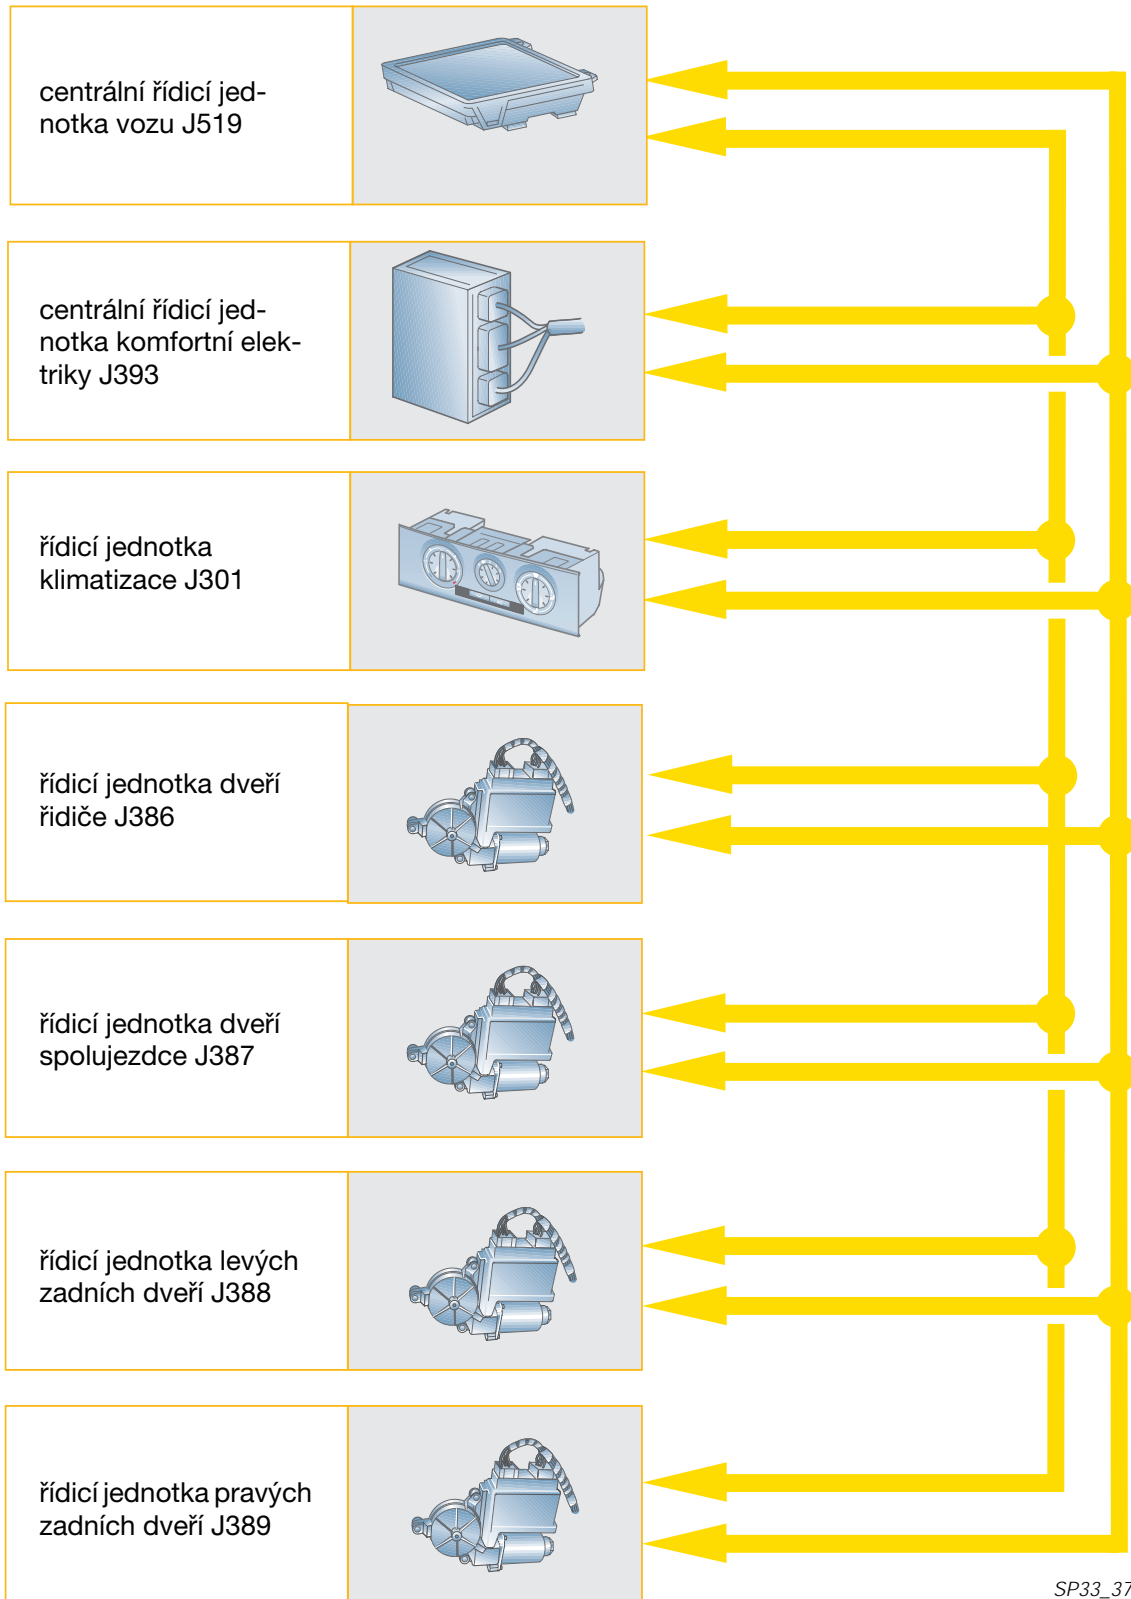 centrální řídicí jed-
notka vozu J519
centrální řídicí jed-
notka komfortní elek-
triky J393
řídicí jednotka
klimatizace J301
řídicí jednotka dveří
řidiče J386
řídicí jednotka dveří
spolujezdce J387
řídicí jednotka levých
zadních dveří J388
řídicí jednotka pravých
zadních dveří J389
SP33_37